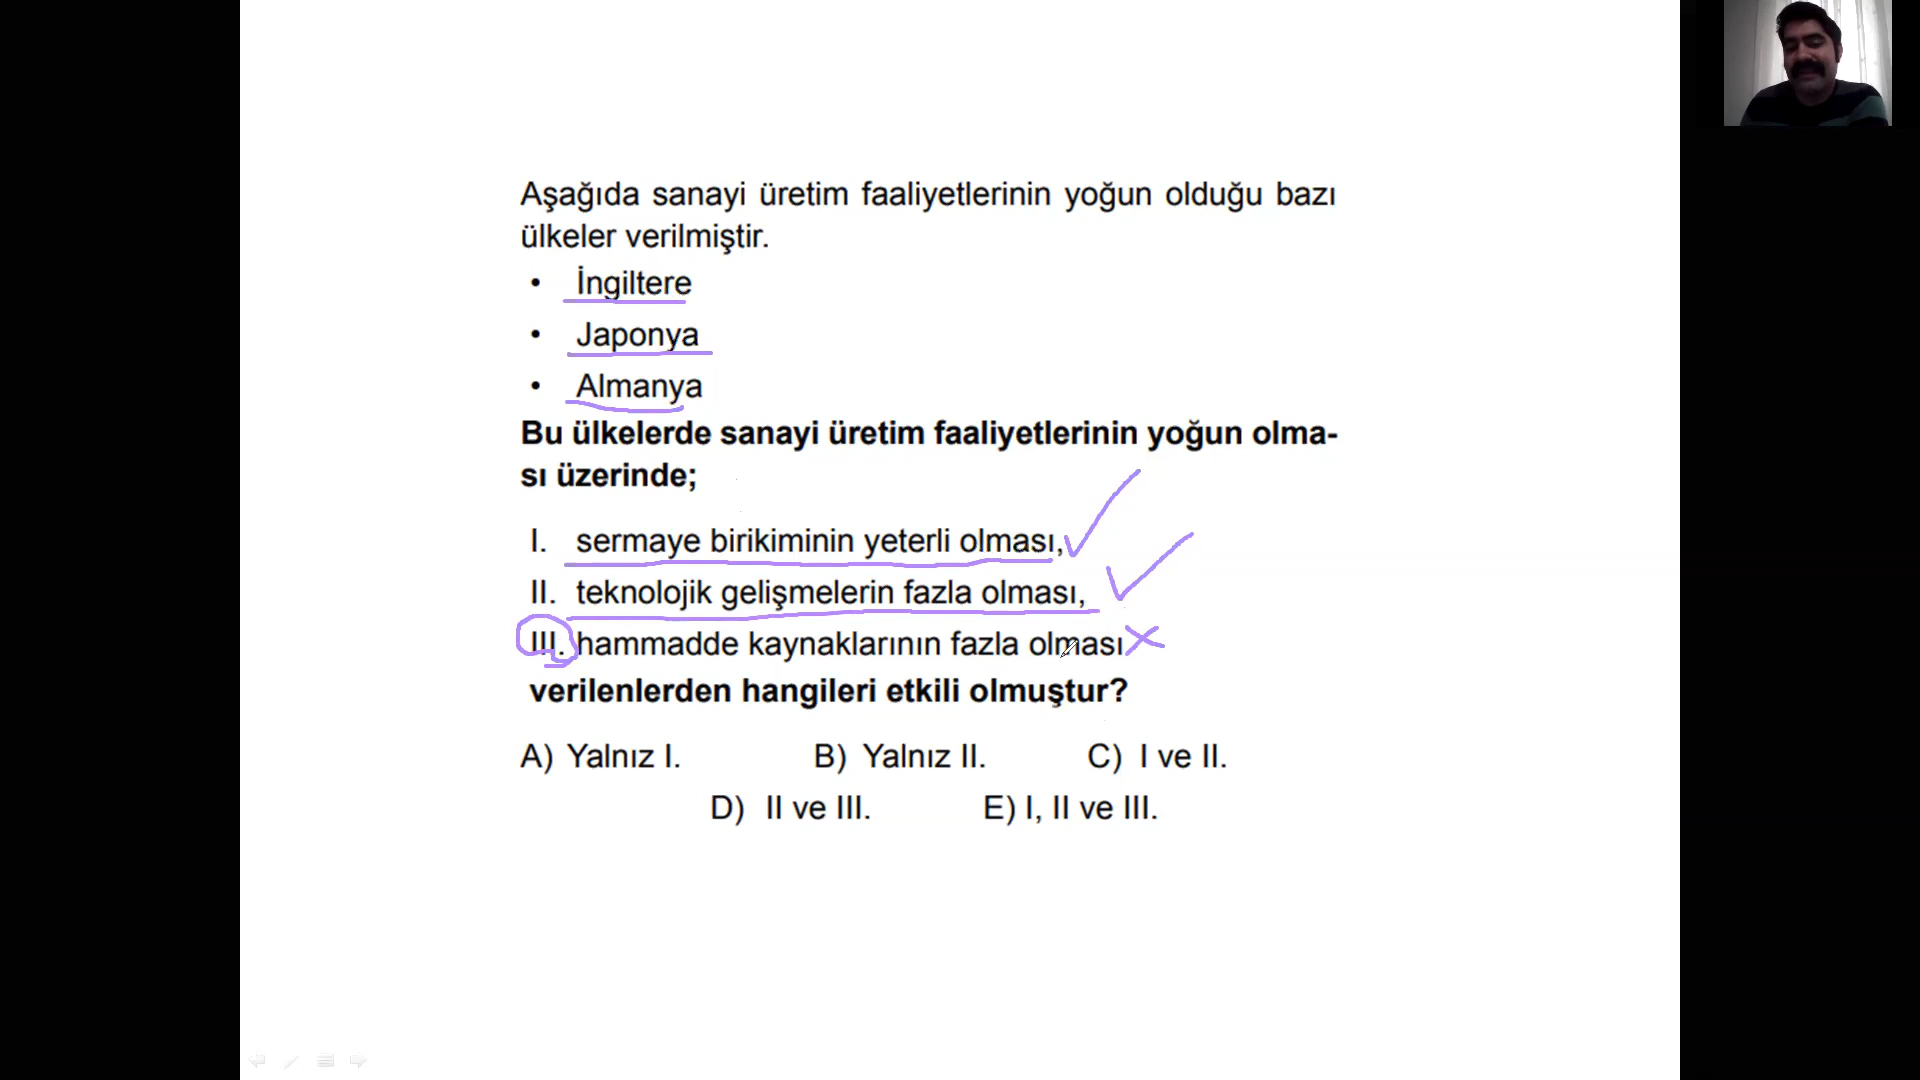 Aşağıda sanayi üretim faaliyetlerinin yoğun olduğu bazı
ülkeler verilmiştir.
• İngiltere
• Japonya
• Almanya
Bu ülkelerde sanayi üretim faaliyetlerinin yoğun olma-
sı üzerinde;
I. sermaye birikiminin yeterli olması,
II. teknolojik gelişmelerin fazla olması,
III. hammadde kaynaklarının fazla olması
verilenlerden hangileri etkili olmuştur?
A) Yalnız I. B) Yalnız II. C) I ve II.
D) II ve III. E) I, II ve III.